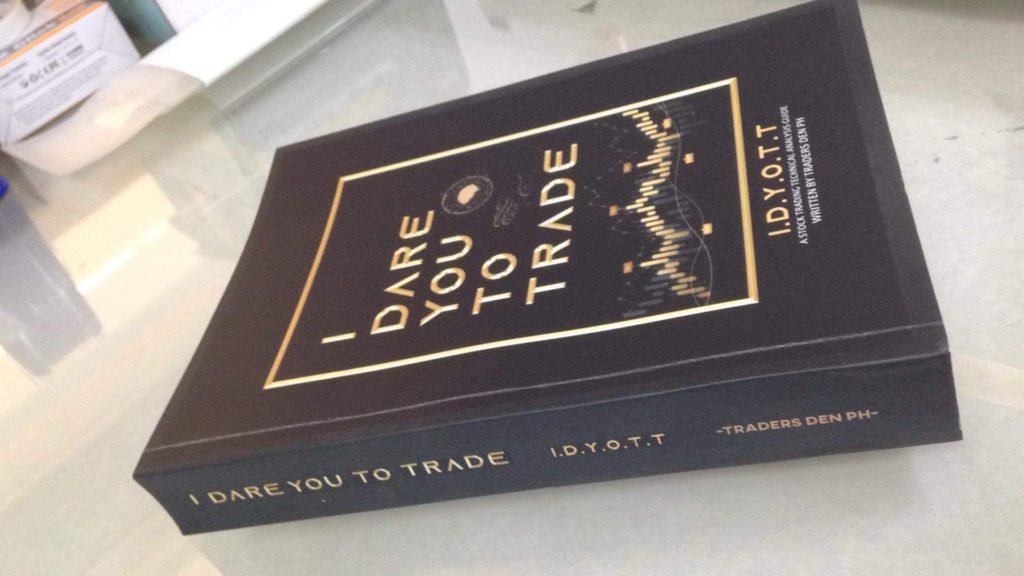 I
DARE
YOU
TO
TRADE
I.D.Y.O.T.T
A STOCK TRADING TECHNICAL ANALYSIS GUIDE
WRITTEN BY TRADERS DEN PH
I DARE YOU TO TRADE I.D.Y.O.T.T -TRADERS DEN PH-